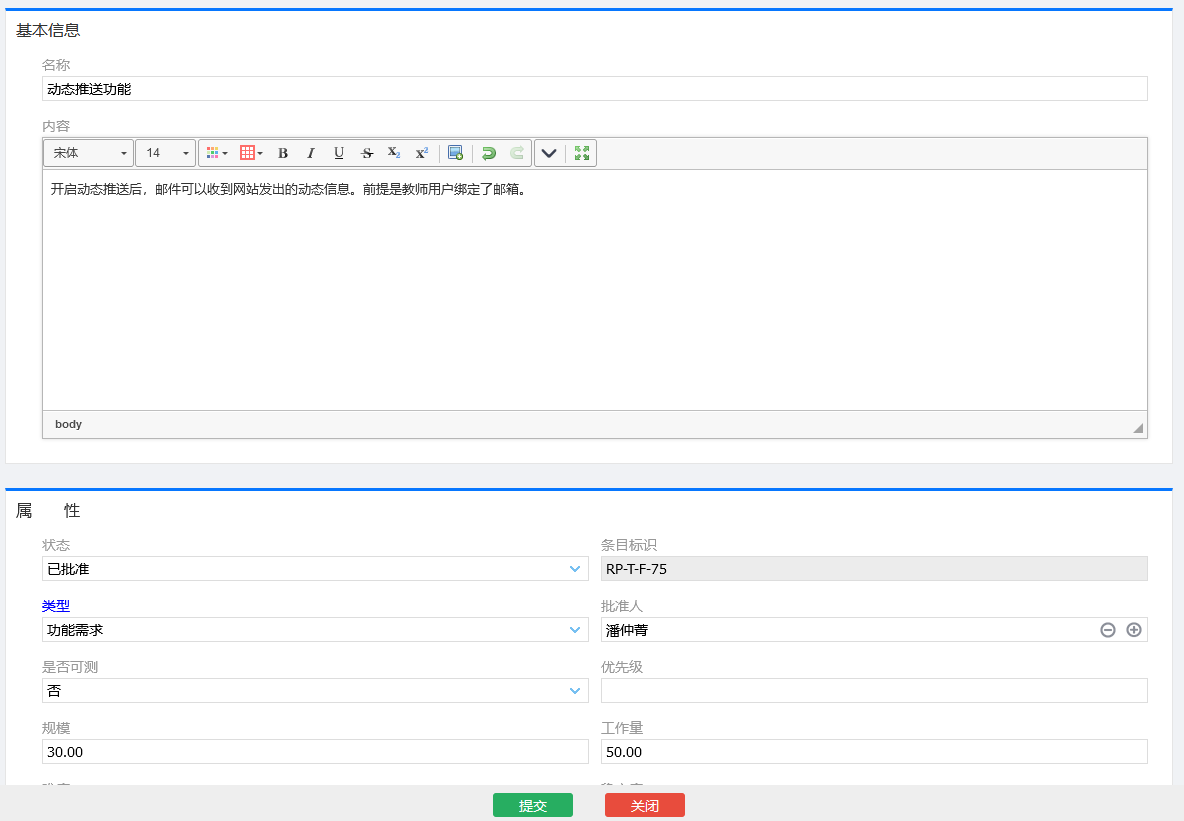 基本信息
名称
动态推送功能
内容
宋体 14 B I U S X2 X2
开启动态推送后，邮件可以收到网站发出的动态信息。前提是教师用户绑定了邮箱。
body
属 性
状态 条目标识
已批准 RP-T-F-75
类型 批准人
功能需求 潘仲菁
是否可测 优先级
否
规模 工作量
30.00 50.00
提交 关闭